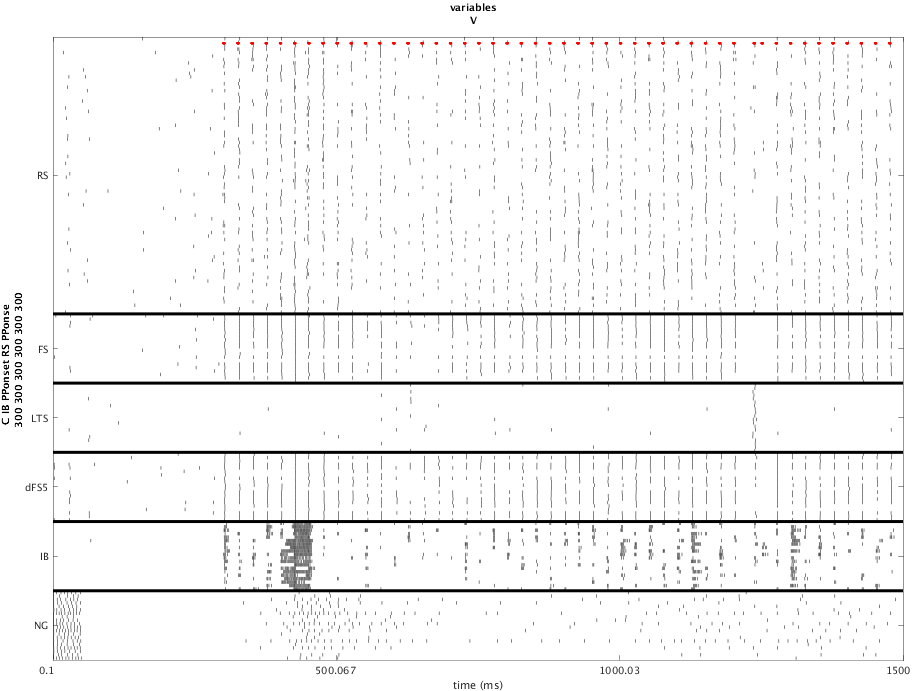 variables
V
C IB PPonset RS PPonse
300 300 300 300 300 300
RS
FS
LTS
dFS5
IB
NG
0.1
500.067
1000.03
1500
time (ms)